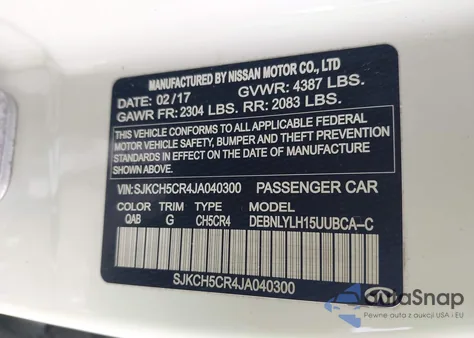 MANUFACTURED BY NISSAN MOTOR CO., LTD
DATE: 02/17 GVWR: 4387 LBS.
GAWR FR: 2304 LBS. RR: 2083 LBS.
THIS VEHICLE CONFORMS TO ALL APPLICABLE FEDERAL
MOTOR VEHICLE SAFETY, BUMPER, AND THEFT
PREVENTION STANDARDS IN EFFECT ON THE DATE OF
MANUFACTURE SHOWN ABOVE.
VIN:SJKCH5CR4JA040300 PASSENGER CAR
COLOR TRIM TYPE MODEL
QAB G CH5CR4 DEBNLYLH15UUBCA-C
SJKCH5CR4JA040300
autaSnap
Pewne auta z aukcji USA i EU